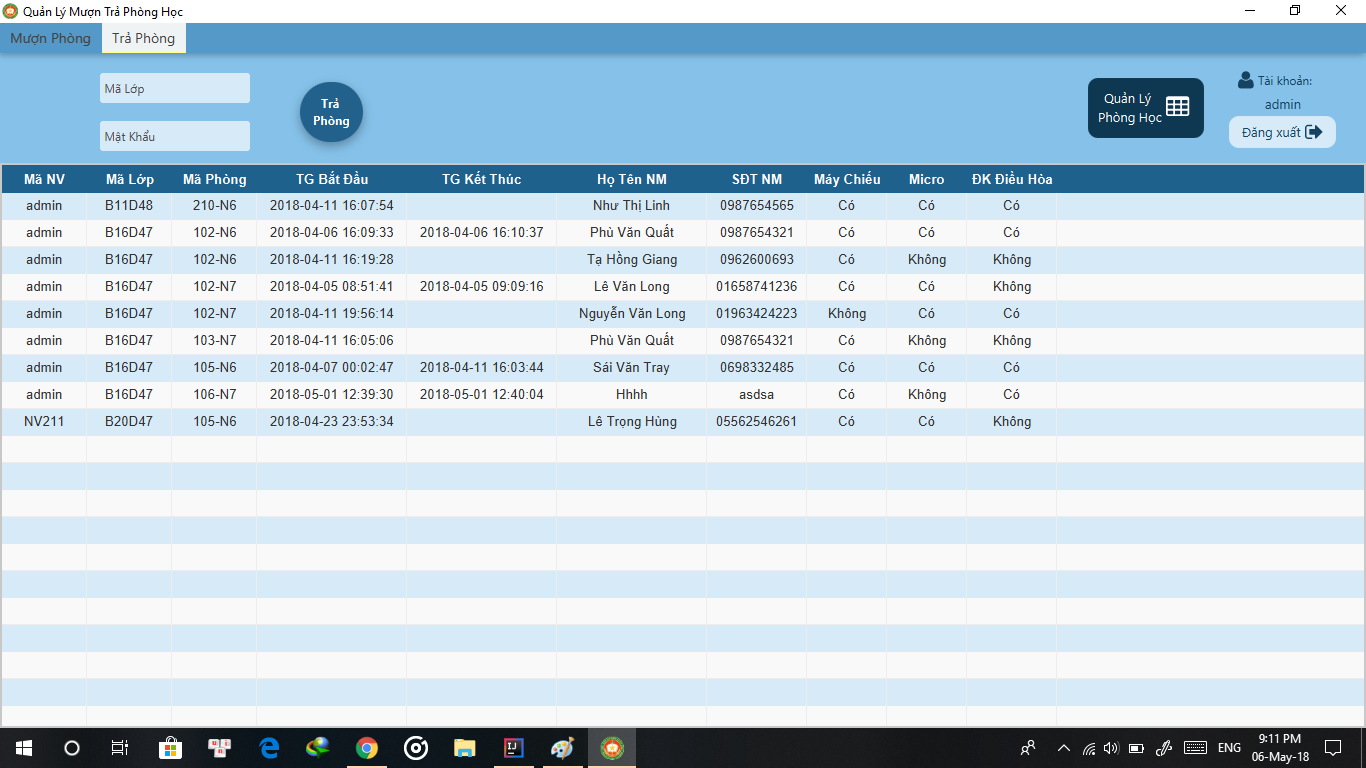 Quản Lý Mượn Trả Phòng Học
Mượn Phòng Trả Phòng
Mã Lớp
Mật Khẩu
Trả
Phòng
Quản Lý
Phòng Học
Tài khoản:
admin
Đăng xuất
Mã NV Mã Lớp Mã Phòng TG Bắt Đầu TG Kết Thúc Họ Tên NM SĐT NM Máy Chiếu Micro ĐK Điều Hòa
admin B11D48 210-N6 2018-04-11 16:07:54 Như Thị Linh 0987654565 Có Có Có
admin B16D47 102-N6 2018-04-06 16:09:33 2018-04-06 16:10:37 Phù Văn Quất 0987654321 Có Có Có
admin B16D47 102-N6 2018-04-11 16:19:28 Tạ Hồng Giang 0962600693 Có Không Không
admin B16D47 102-N7 2018-04-05 08:51:41 2018-04-05 09:09:16 Lê Văn Long 01658741236 Có Có Không
admin B16D47 102-N7 2018-04-11 19:56:14 Nguyễn Văn Long 01963424223 Không Có Có
admin B16D47 103-N7 2018-04-11 16:05:06 Phù Văn Quất 0987654321 Có Không Không
admin B16D47 105-N6 2018-04-07 00:02:47 2018-04-11 16:03:44 Sái Văn Tray 0698332485 Có Có Có
admin B16D47 106-N7 2018-05-01 12:39:30 2018-05-01 12:40:04 Hhhh asdsa Có Không Có
NV211 B20D47 105-N6 2018-04-23 23:53:34 Lê Trọng Hùng 05562546261 Có Có Không
ENG
9:11 PM
06-May-18